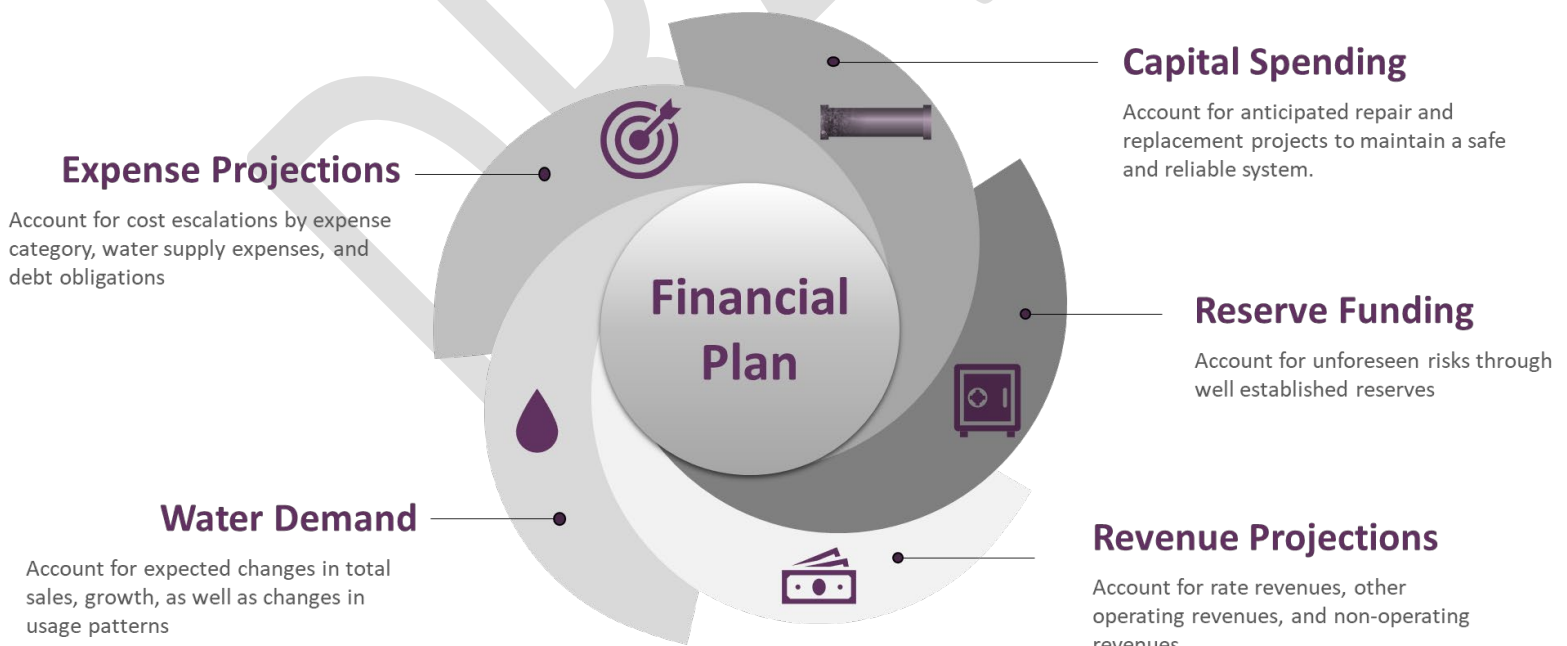 Capital Spending
Account for anticipated repair and
replacement projects to maintain a safe
and reliable system.
Expense Projections
Account for cost escalations by expense
category, water supply expenses, and
debt obligations
Financial
Plan
Reserve Funding
Account for unforeseen risks through
well established reserves
Water Demand
Account for expected changes in total
sales, growth, as well as changes in
usage patterns
Revenue Projections
Account for rate revenues, other
operating revenues, and non-operating
revenues